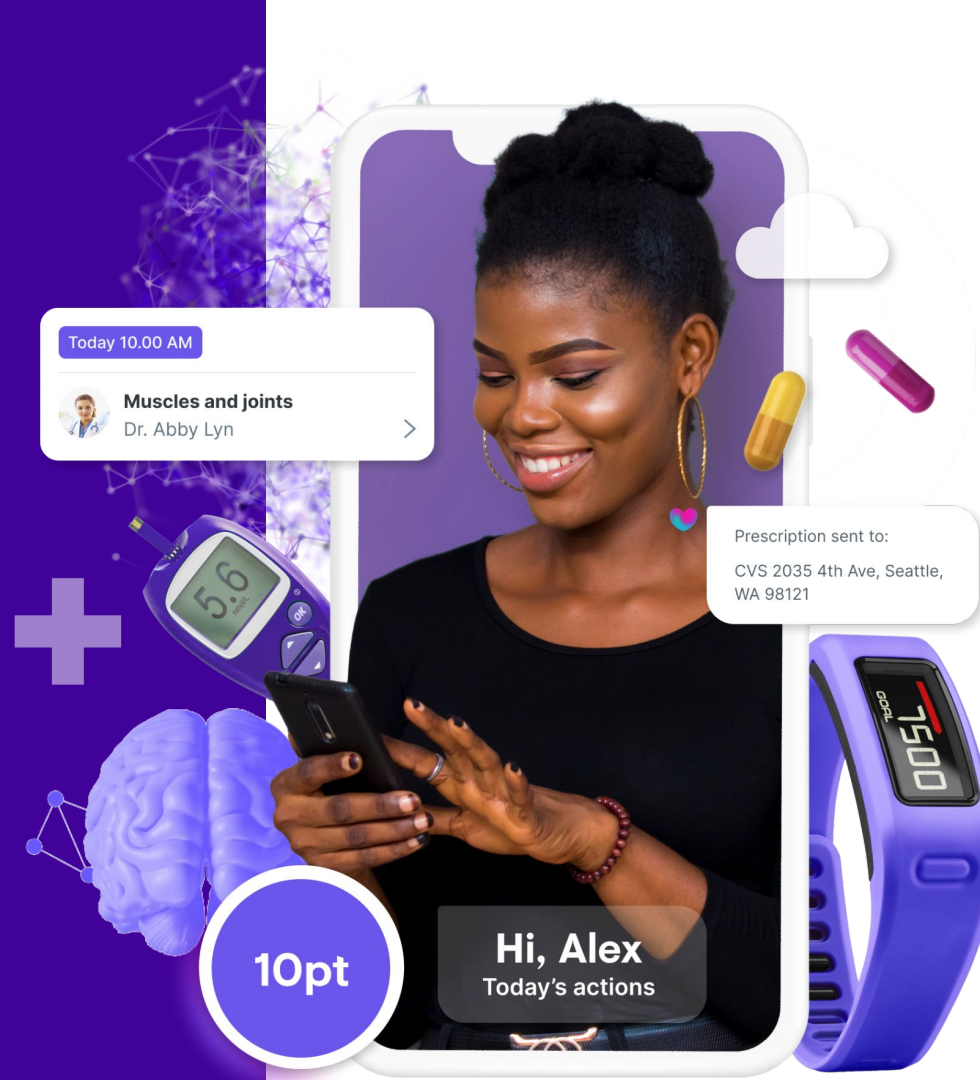 Today 10.00 AM
Muscles and joints
Dr. Abby Lyn
Prescription sent to:
CVS 2035 4th Ave, Seattle,
WA 98121
5.6
mmol/L
OK
GOAL
7500
10pt
Hi, Alex
Today’s actions